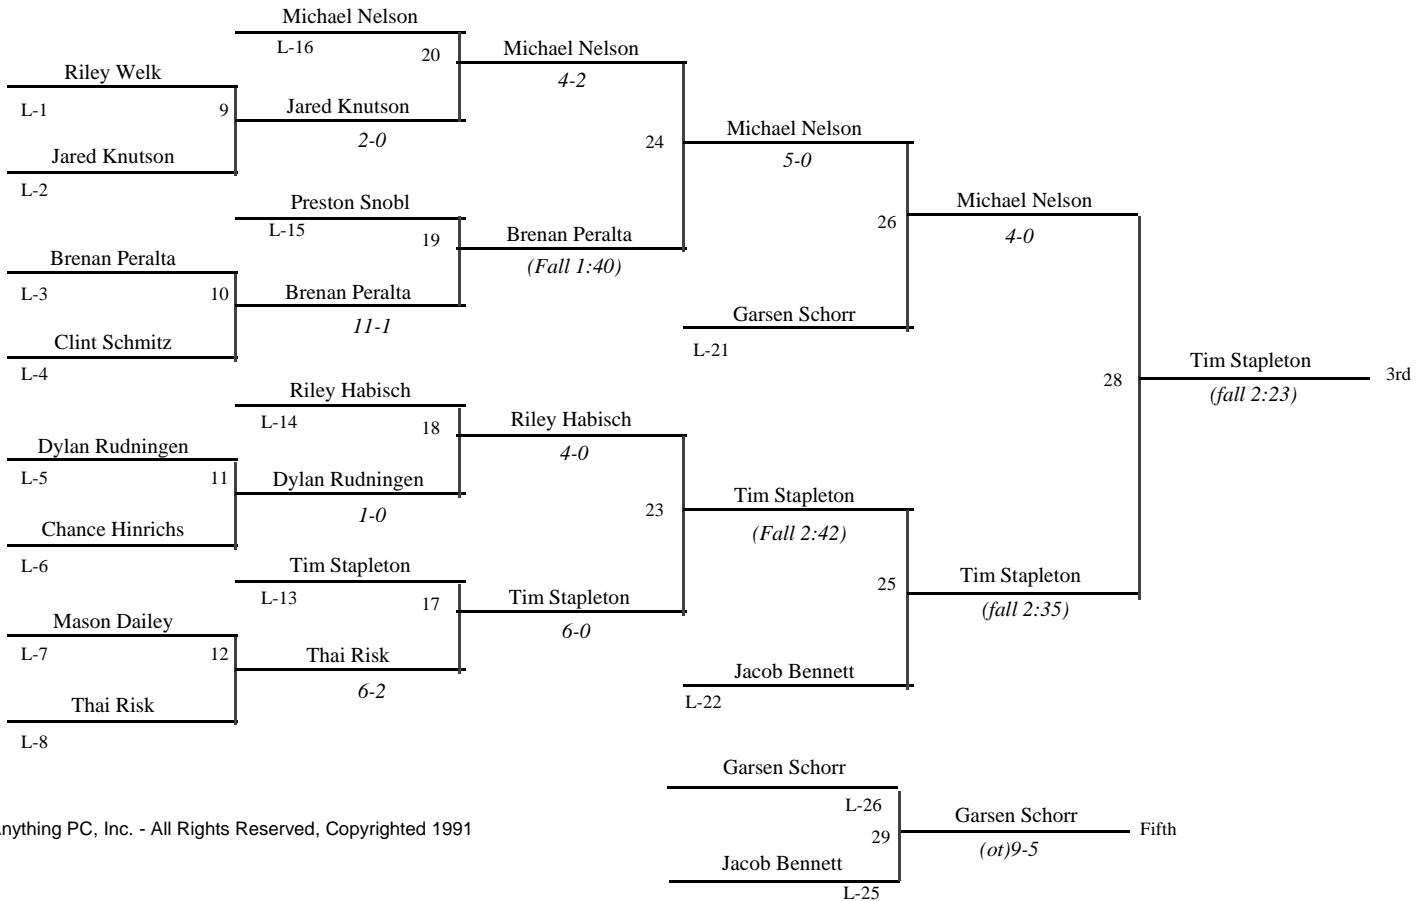 Michael Nelson
L-16
20
Michael Nelson
4-2
Riley Welk
L-1
9
Jared Knutson
2-0
Jared Knutson
L-2
24
Michael Nelson
5-0
Preston Snobl
L-15
19
Brenan Peralta
(Fall 1:40)
26
Michael Nelson
4-0
Brenan Peralta
L-3
10
Brenan Peralta
11-1
Clint Schmitz
L-4
Garsen Schorr
L-21
28
Tim Stapleton
(fall 2:23)
3rd
Riley Habisch
L-14
18
Riley Habisch
4-0
Dylan Rudningen
L-5
11
Dylan Rudningen
1-0
Chance Hinrichs
L-6
23
Tim Stapleton
(Fall 2:42)
Tim Stapleton
L-13
17
Tim Stapleton
6-0
25
Tim Stapleton
(fall 2:35)
Mason Dailey
L-7
12
Thai Risk
6-2
Thai Risk
L-8
Jacob Bennett
L-22
Garsen Schorr
L-26
29
Garsen Schorr
(ot)9-5
Fifth
Jacob Bennett
L-25
nything PC, Inc. - All Rights Reserved, Copyrighted 1991